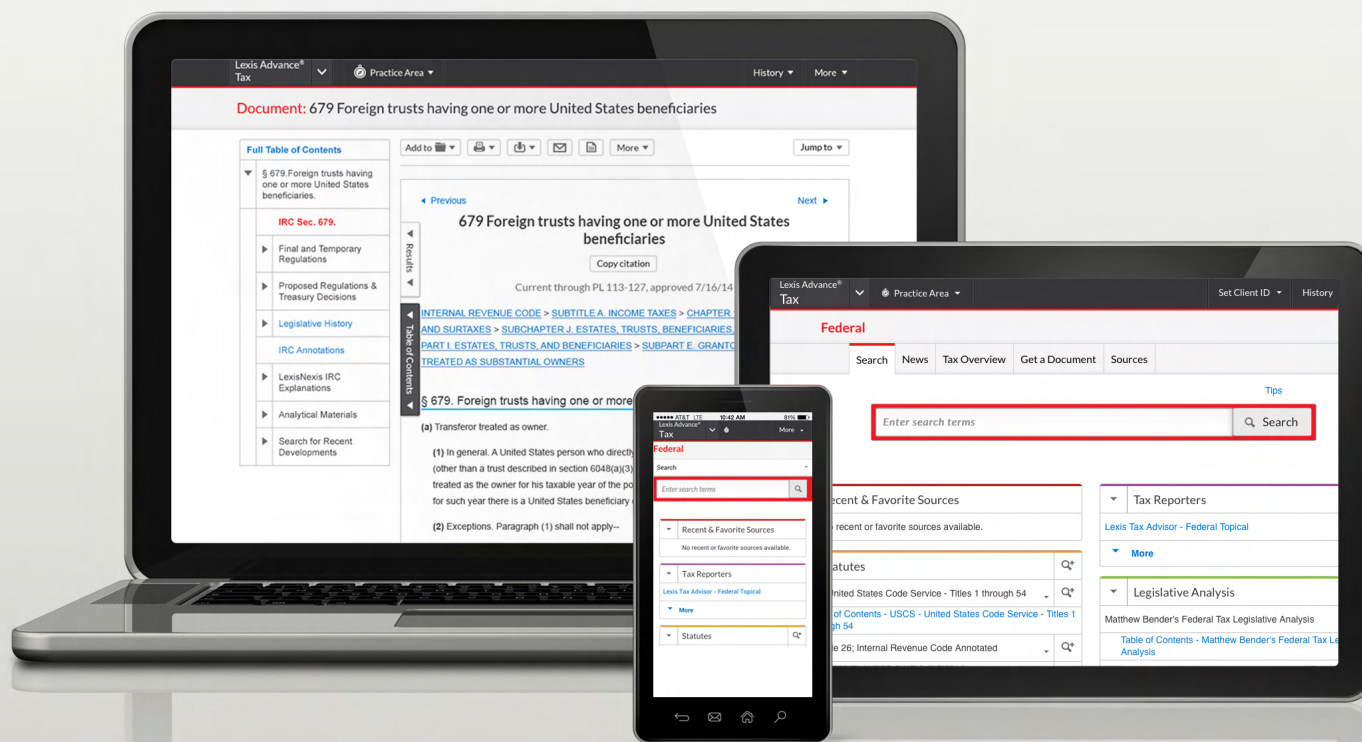 Lexis Advance®
Tax
Practice Area
History
More
Document: 679 Foreign trusts having one or more United States beneficiaries
Full Table of Contents
§ 679.Foreign trusts having
one or more United States
beneficiaries.
IRC Sec. 679.
Final and Temporary
Regulations
Proposed Regulations &
Treasury Decisions
Legislative History
IRC Annotations
LexisNexis IRC
Explanations
Analytical Materials
Search for Recent
Developments
Add to
More
Jump to
Previous
Next
Results
Table of Contents
679 Foreign trusts having one or more United States
beneficiaries
Copy citation
Current through PL 113-127, approved 7/16/14
INTERNAL REVENUE CODE > SUBTITLE A. INCOME TAXES > CHAPTER
AND SURTAXES > SUBCHAPTER J. ESTATES, TRUSTS, BENEFICIARIES,
PART I. ESTATES, TRUSTS, AND BENEFICIARIES > SUBPART E. GRANTO
TREATED AS SUBSTANTIAL OWNERS
§ 679. Foreign trusts having one or more
(a) Transferor treated as owner.
(1) In general. A United States person who directly
(other than a trust described in section 6048(a)(3)
treated as the owner for his taxable year of the po
for such year there is a United States beneficiary
(2) Exceptions. Paragraph (1) shall not apply--
AT&T LTE 10:42 AM 81%
Lexis Advance®
Tax
More
Federal
Search
Enter search terms
Recent & Favorite Sources
No recent or favorite sources available.
Tax Reporters
Lexis Tax Advisor - Federal Topical
More
Statutes
Lexis Advance®
Tax
Practice Area
Set Client ID
History
Federal
Search
News
Tax Overview
Get a Document
Sources
Tips
Enter search terms
Search
ecent & Favorite Sources
recent or favorite sources available.
atutes
nited States Code Service - Titles 1 through 54
of Contents - USCS - United States Code Service - Titles 1
gh 54
e 26; Internal Revenue Code Annotated
Tax Reporters
Lexis Tax Advisor - Federal Topical
More
Legislative Analysis
Matthew Bender's Federal Tax Legislative Analysis
Table of Contents - Matthew Bender's Federal Tax Le
Analysis